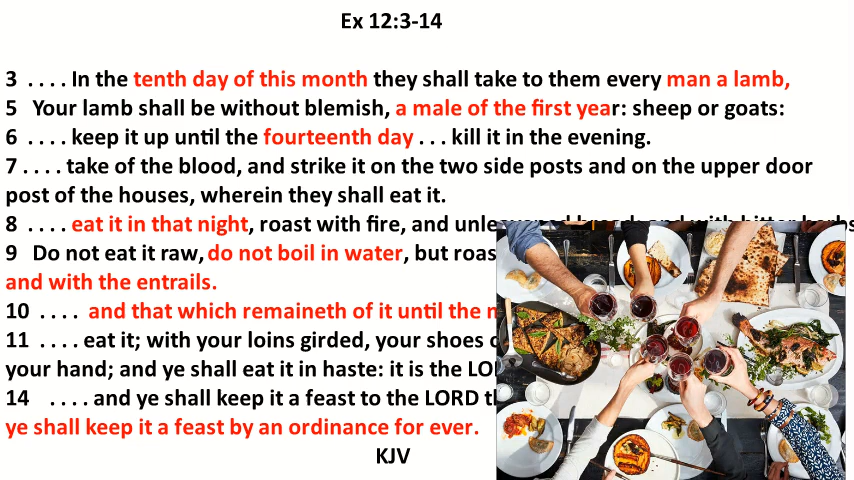 Ex 12:3-14
3 . . . . In the tenth day of this month they shall take to them every man a lamb,
5 Your lamb shall be without blemish, a male of the first year: sheep or goats:
6 . . . . keep it up until the fourteenth day . . . kill it in the evening.
7 . . . . take of the blood, and strike it on the two side posts and on the upper door
post of the houses, wherein they shall eat it.
8 . . . . eat it in that night, roast with fire, and unleavened bread; and with bitter herbs
9 Do not eat it raw, do not boil in water, but roas
and with the entrails.
10 . . . . and that which remaineth of it until the
11 . . . . eat it; with your loins girded, your shoes
your hand; and ye shall eat it in haste: it is the LO
14 . . . . and ye shall keep it a feast to the LORD
ye shall keep it a feast by an ordinance for ever.
KJV